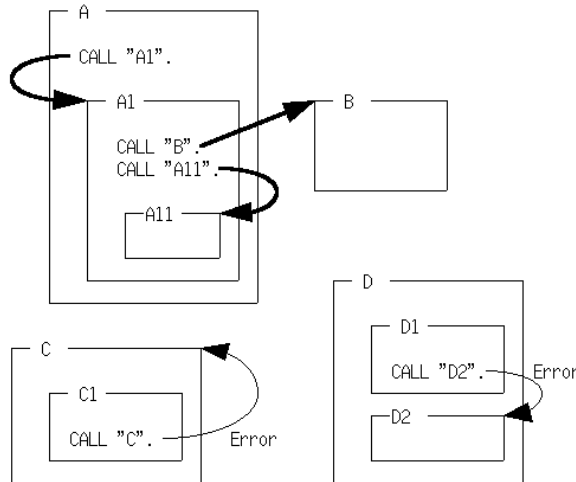 A
CALL "A1".
A1
B
CALL "B".
CALL "A11".
A11
D
D1
C
CALL "D2".
Error
C1
D2
CALL "C".
Error